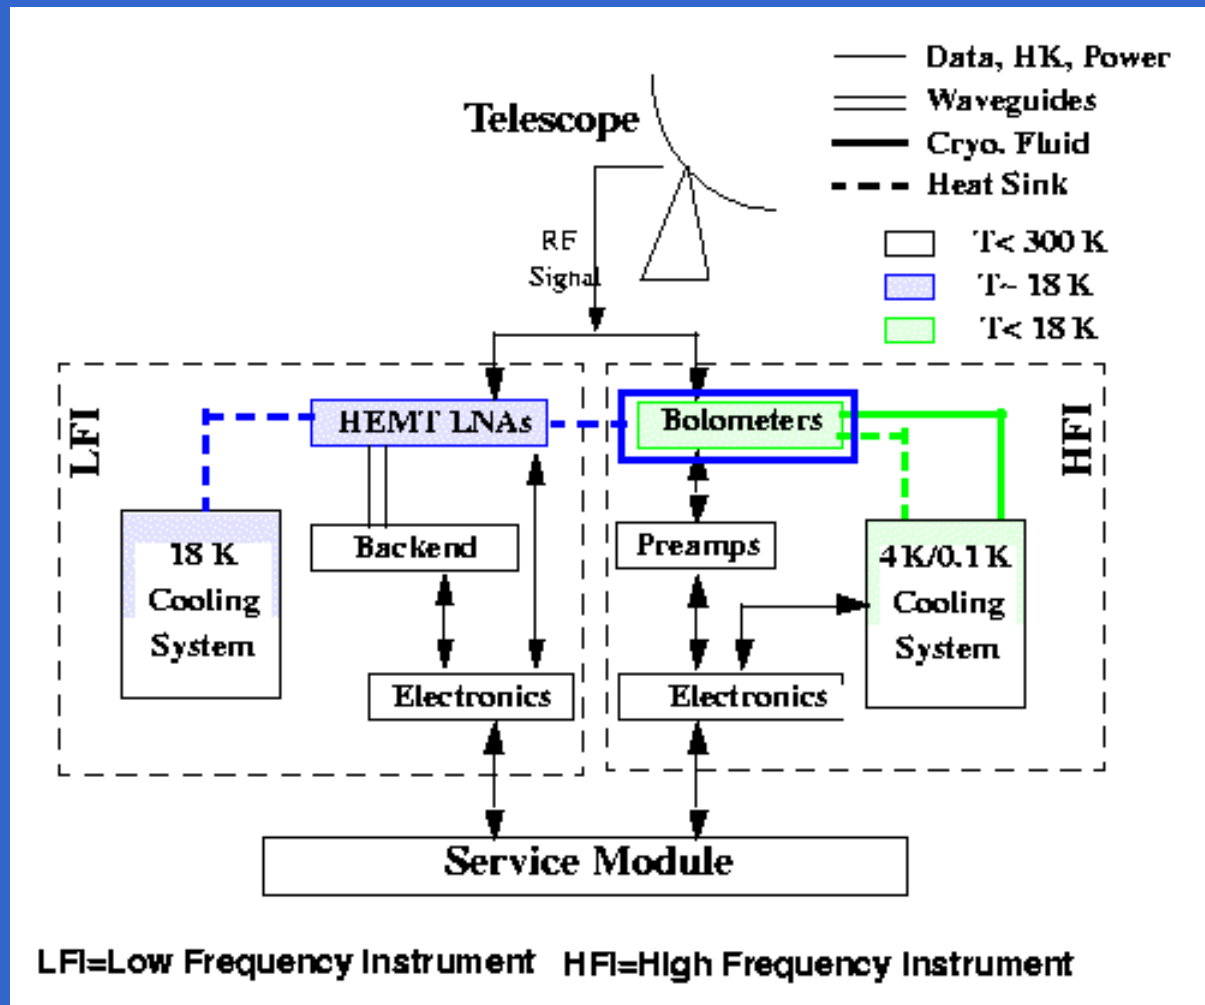 Data, HK, Power
Waveguides
Cryo. Fluid
Heat Sink
Telescope
RF
Signal
T< 300 K
T~ 18 K
T< 18 K
LFI
HEMT LNAs
Bolometers
HFI
18 K
Cooling
System
Backend
Preamps
4 K/0.1 K
Cooling
System
Electronics
Electronics
Service Module
LFI=Low Frequency Instrument
HFI=High Frequency Instrument